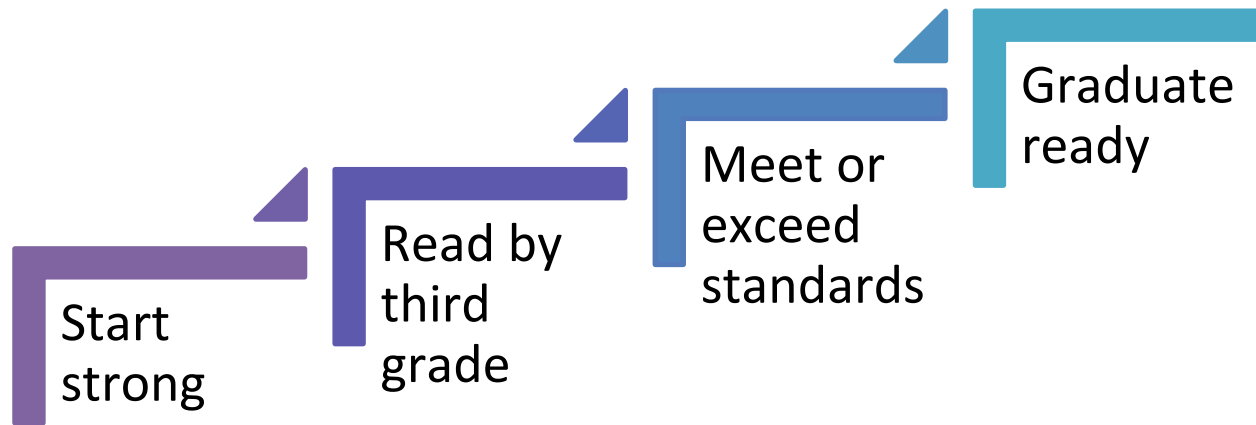 Start
strong
Read by
third
grade
Meet or
exceed
standards
Graduate
ready